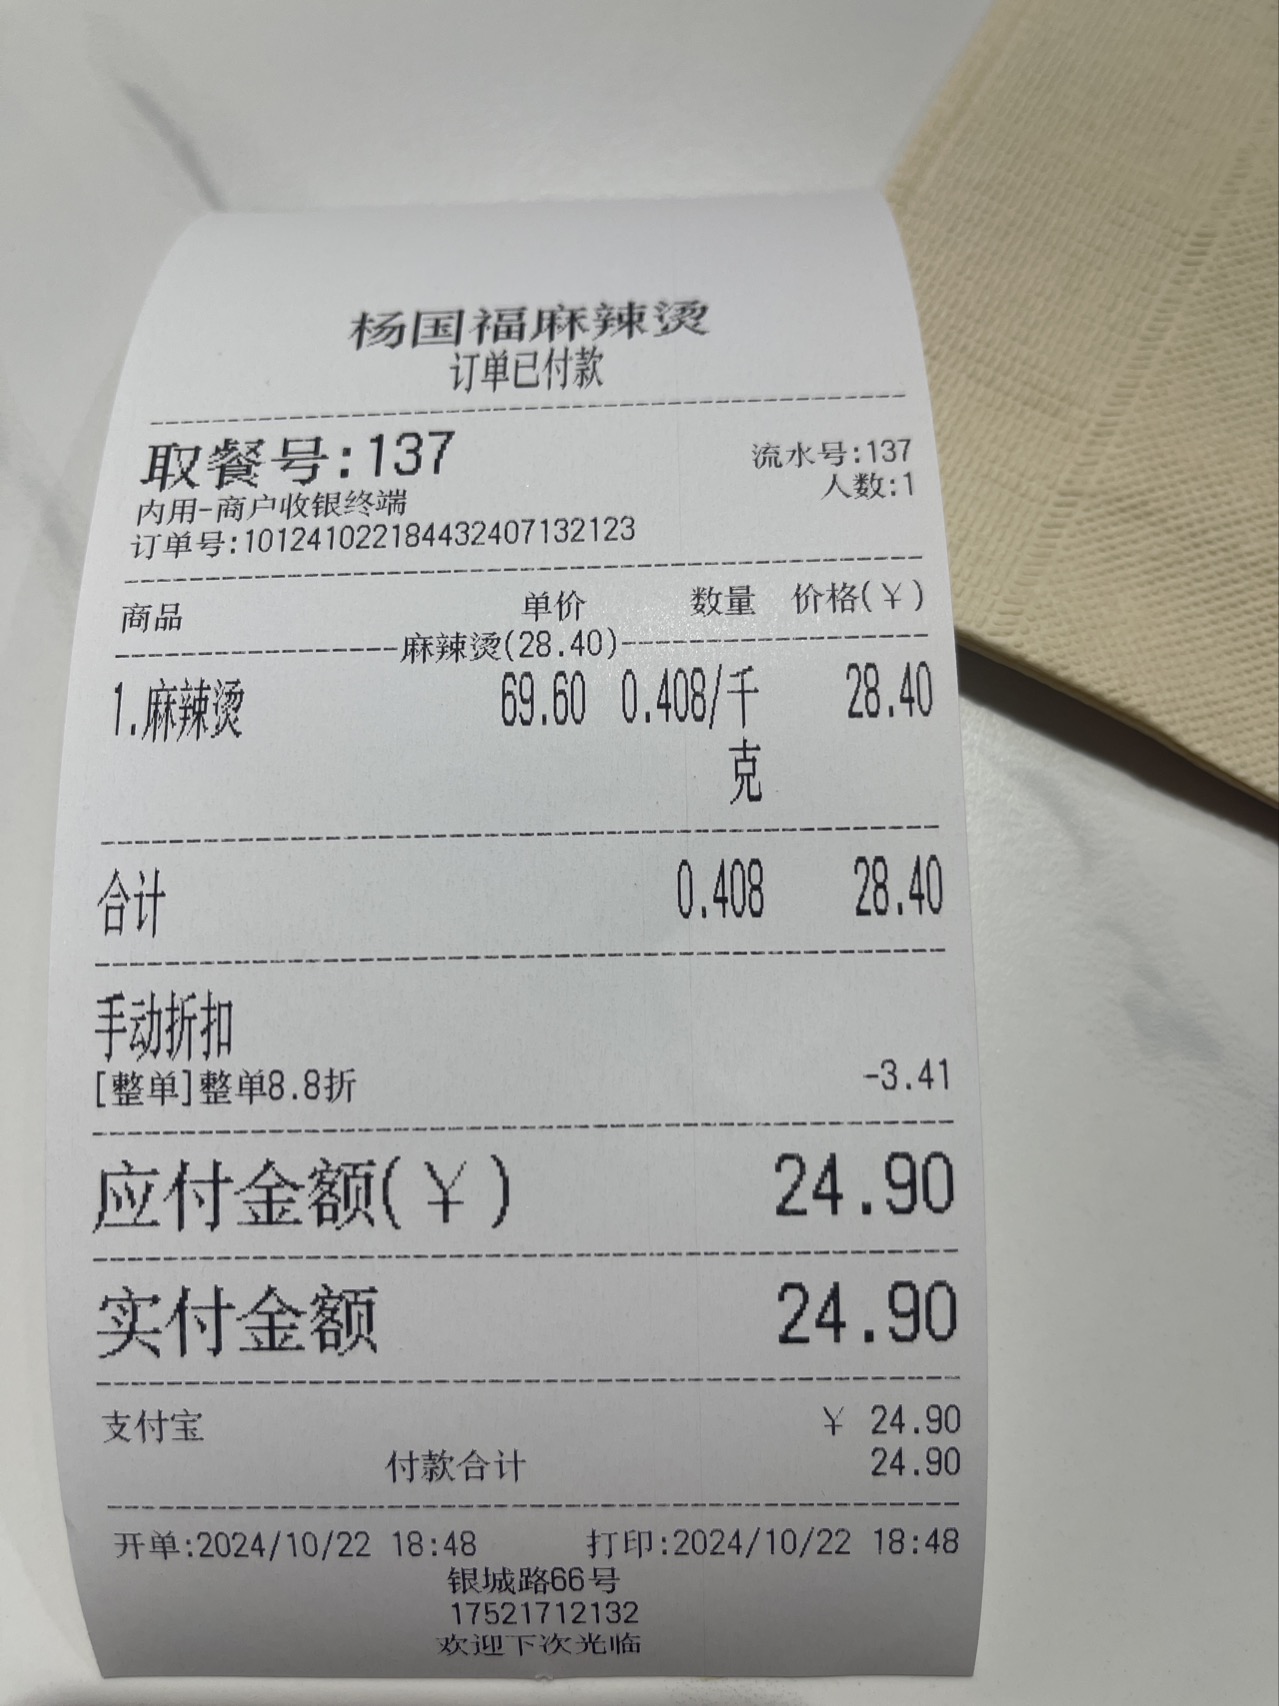 杨国福麻辣烫
订单已付款
取餐号:137
流水号:137
人数:1
内用-商户收银终端
订单号:101241022184432407132123
商品 单价 数量 价格(￥)
麻辣烫(28.40)
1.麻辣烫 69.60 0.408/千克 28.40
合计 0.408 28.40
手动折扣
[整单]整单8.8折 -3.41
应付金额(￥) 24.90
实付金额 24.90
支付宝 ￥ 24.90
付款合计 24.90
开单:2024/10/22 18:48 打印:2024/10/22 18:48
银城路66号
17521712132
欢迎下次光临